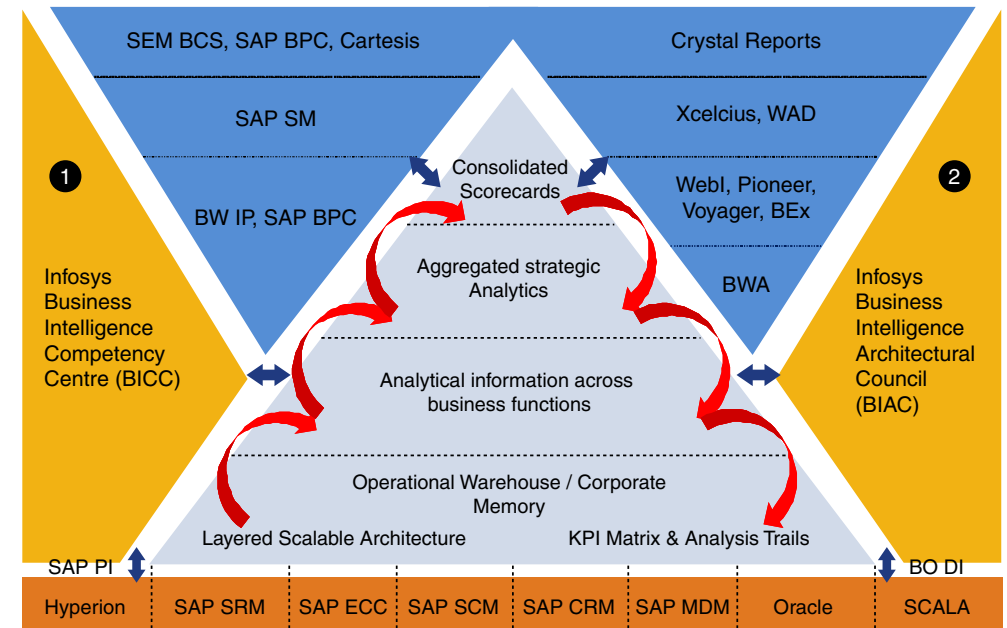 SEM BCS, SAP BPC, Cartesis
SAP SM
BW IP, SAP BPC
Crystal Reports
Xcelcius, WAD
WebI, Pioneer,
Voyager, BEx
BWA
1
Infosys
Business
Intelligence
Competency
Centre (BICC)
2
Infosys
Business
Intelligence
Architectural
Council
(BIAC)
Consolidated
Scorecards
Aggregated strategic
Analytics
Analytical information across
business functions
Operational Warehouse / Corporate
Memory
Layered Scalable Architecture
KPI Matrix & Analysis Trails
SAP PI
BO DI
Hyperion
SAP SRM
SAP ECC
SAP SCM
SAP CRM
SAP MDM
Oracle
SCALA